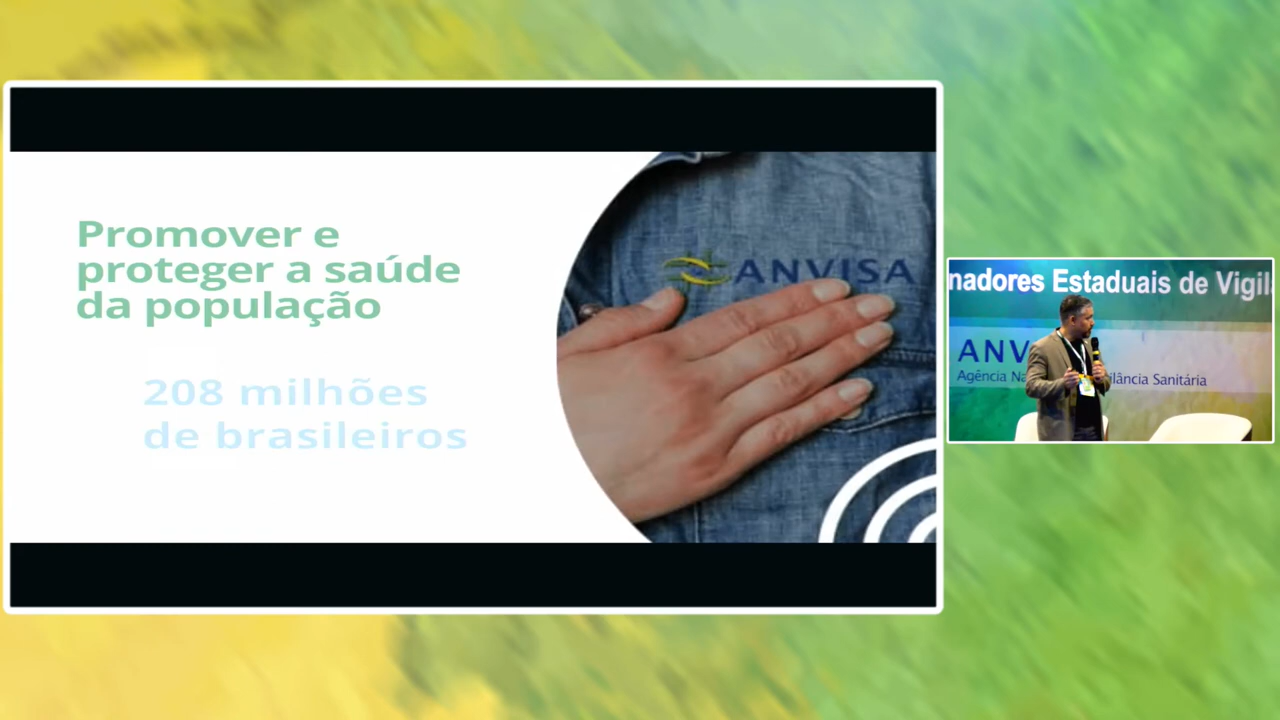 Promover e
proteger a saúde
da população
208 milhões
de brasileiros
ANVISA
nadores Estaduais de Vigil
ANV
Agência Na
ilância Sanitária